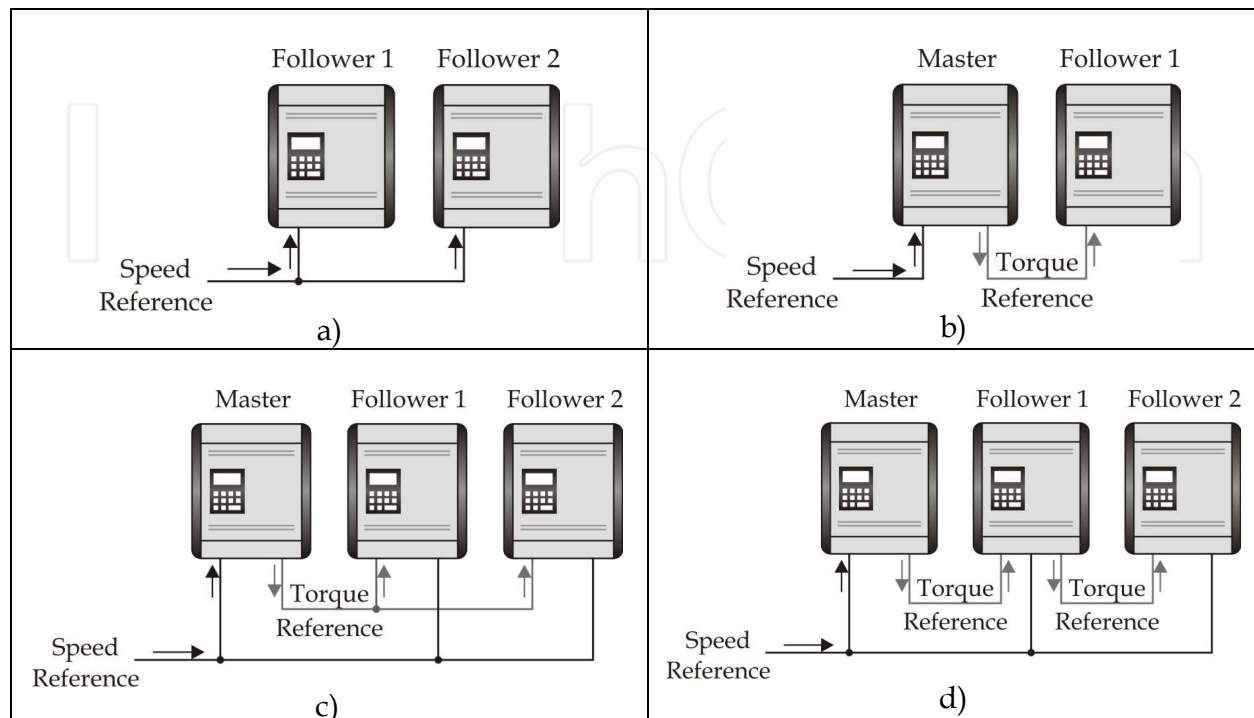 Follower 1 Follower 2
Speed
Reference
a)
Master Follower 1
Speed
Reference
Torque
Reference
b)
Master Follower 1 Follower 2
Torque
Reference
Speed
Reference
c)
Master Follower 1 Follower 2
Torque
Reference
Torque
Reference
Speed
Reference
d)